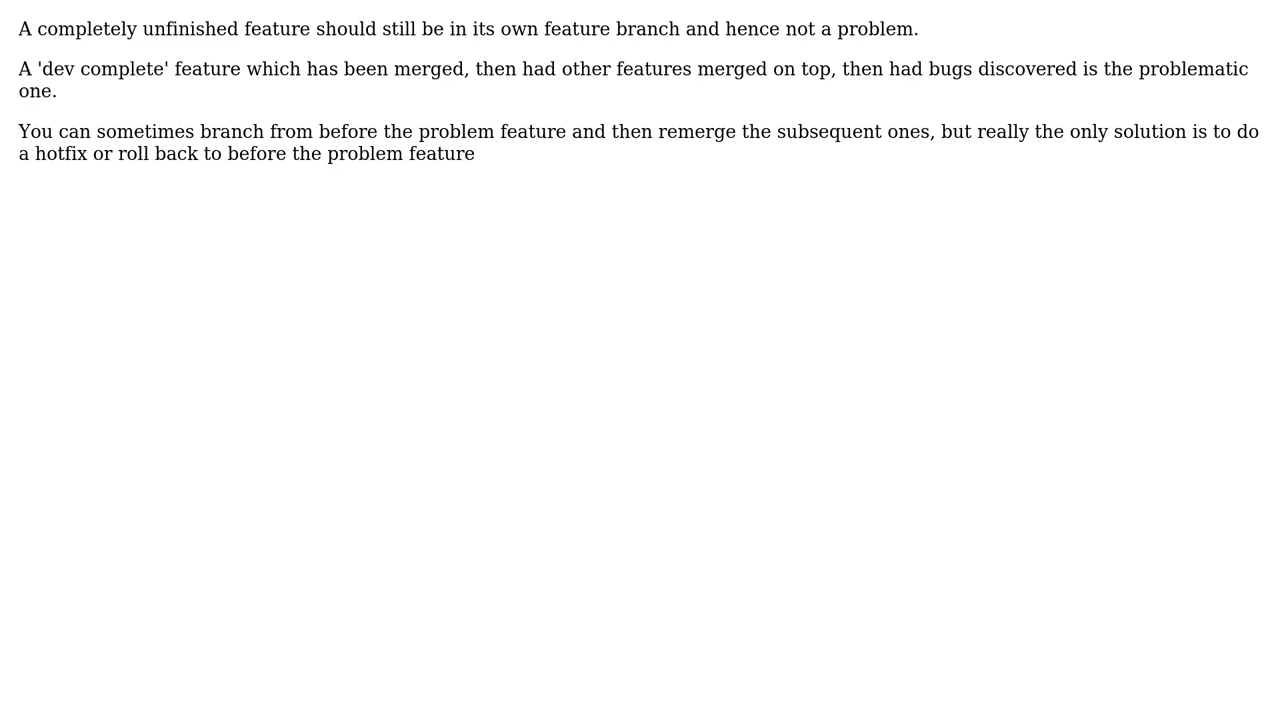 A completely unfinished feature should still be in its own feature branch and hence not a problem.
A 'dev complete' feature which has been merged, then had other features merged on top, then had bugs discovered is the problematic
one.
You can sometimes branch from before the problem feature and then remerge the subsequent ones, but really the only solution is to do
a hotfix or roll back to before the problem feature